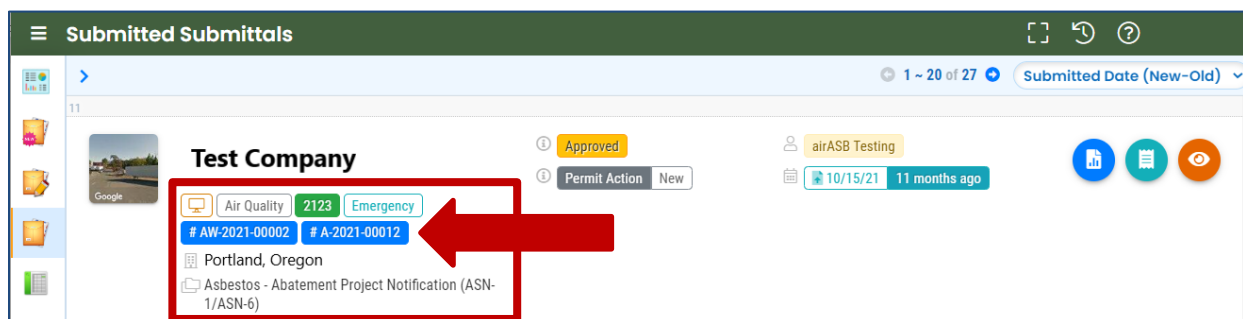 Submitted Submittals
1 ~ 20 of 27
Submitted Date (New-Old)
11
Google
Test Company
Air Quality 2123 Emergency
# AW-2021-00002 # A-2021-00012
Portland, Oregon
Asbestos - Abatement Project Notification (ASN-
1/ASN-6)
Approved
Permit Action New
airASB Testing
10/15/21 11 months ago